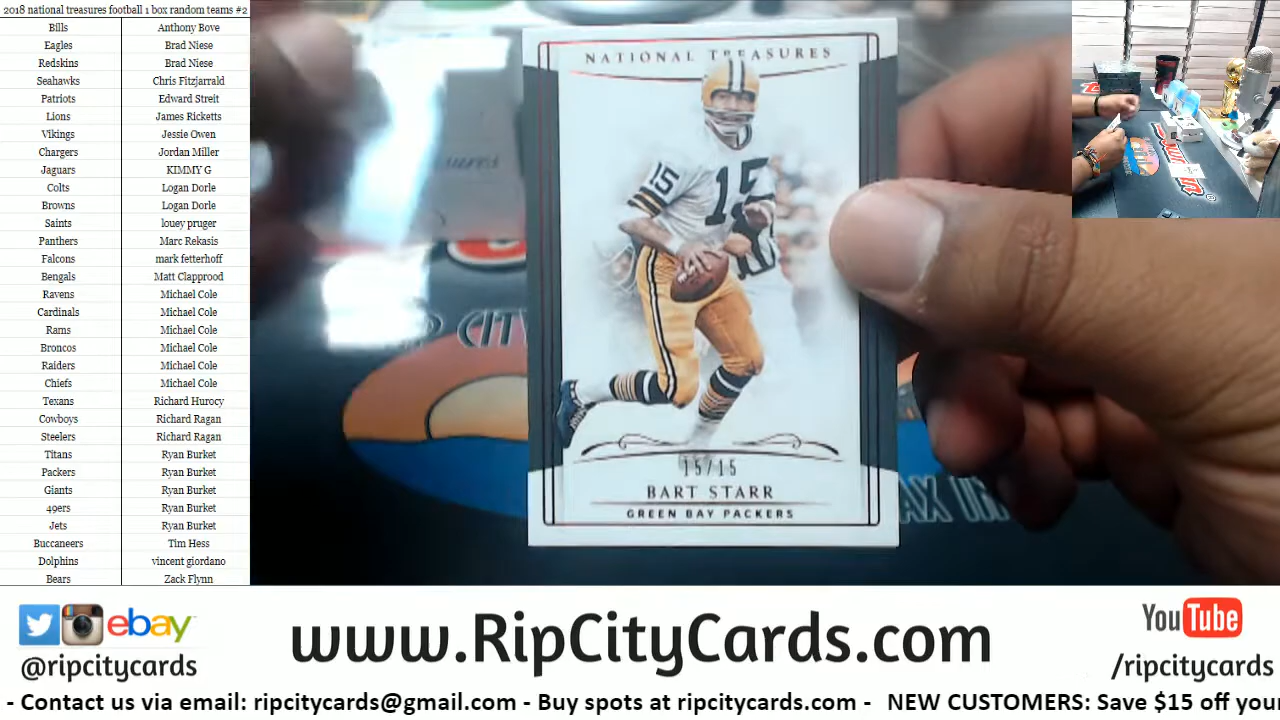 2018 national treasures football 1 box random teams #2
Bills Anthony Bove
Eagles Brad Niese
Redskins Brad Niese
Seahawks Chris Fitzjarrald
Patriots Edward Streit
Lions James Ricketts
Vikings Jessie Owen
Chargers Jordan Miller
Jaguars KIMMY G
Colts Logan Dorle
Browns Logan Dorle
Saints louey pruger
Panthers Marc Rekasis
Falcons mark fetterhoff
Bengals Matt Clapprood
Ravens Michael Cole
Cardinals Michael Cole
Rams Michael Cole
Broncos Michael Cole
Raiders Michael Cole
Chiefs Michael Cole
Texans Richard Hurocy
Cowboys Richard Ragan
Steelers Richard Ragan
Titans Ryan Burket
Packers Ryan Burket
Giants Ryan Burket
49ers Ryan Burket
Jets Ryan Burket
Buccaneers Tim Hess
Dolphins vincent giordano
Bears Zack Flynn
NATIONAL TREASURES
15
15
15/15
BART STARR
GREEN BAY PACKERS
CITY
ebay
@ripcitycards
www.RipCityCards.com
YouTube
/ripcitycards
- Contact us via email: ripcitycards@gmail.com - Buy spots at ripcitycards.com - NEW CUSTOMERS: Save $15 off your